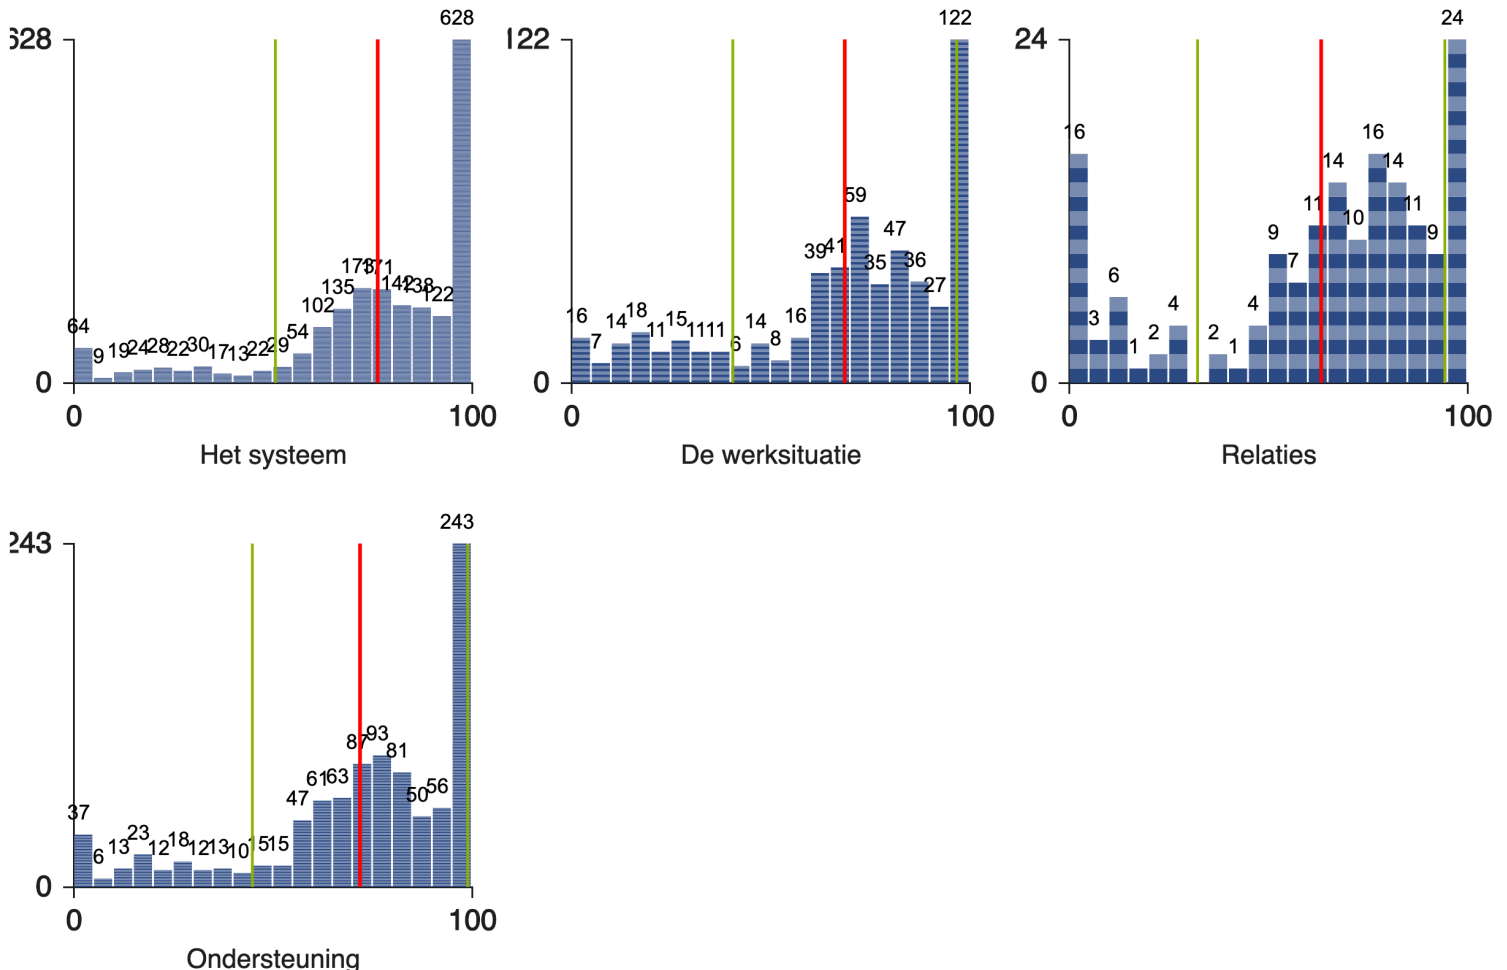 628 122 24
628 122 24
64 9 19 24 28 22 30 17 13 22 29 54 102 135 173 171 142 138 122
16 7 14 18 11 15 11 11 6 14 8 16 39 41 59 35 47 36 27
16 3 6 1 2 4 2 1 4 9 7 11 14 10 16 14 11 9
0 0 0
0 100 0 100 0 100
Het systeem De werksituatie Relaties
243
243
37 6 13 23 12 18 12 13 10 15 15 47 61 63 87 93 81 50 56
0
0 100
Ondersteuning